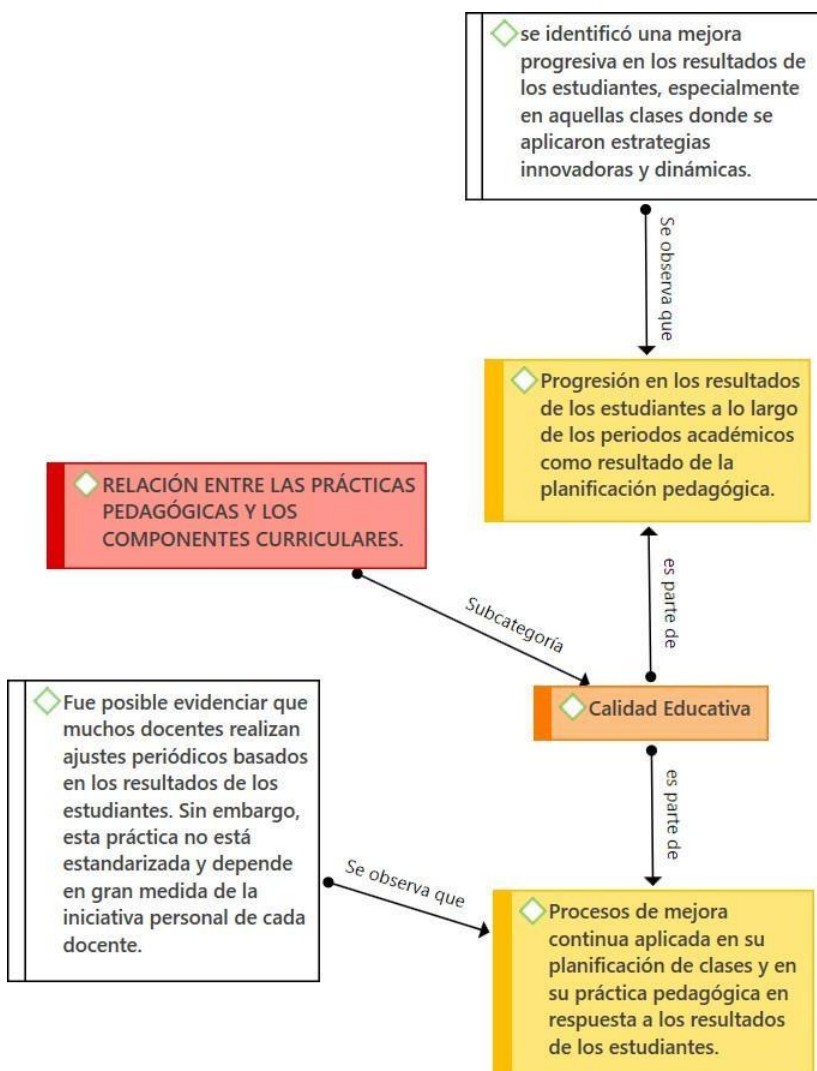 se identificó una mejora
progresiva en los resultados de
los estudiantes, especialmente
en aquellas clases donde se
aplicaron estrategias
innovadoras y dinámicas.
Se observa que
Progresión en los resultados
de los estudiantes a lo largo
de los periodos académicos
como resultado de la
planificación pedagógica.
RELACIÓN ENTRE LAS PRÁCTICAS
PEDAGÓGICAS Y LOS
COMPONENTES CURRICULARES.
es parte de
Subcategoría
Calidad Educativa
Fue posible evidenciar que
muchos docentes realizan
ajustes periódicos basados
en los resultados de los
estudiantes. Sin embargo,
esta práctica no está
estandarizada y depende
en gran medida de la
iniciativa personal de cada
docente.
es parte de
Se observa que
Procesos de mejora
continua aplicada en su
planificación de clases y en
su práctica pedagógica en
respuesta a los resultados
de los estudiantes.